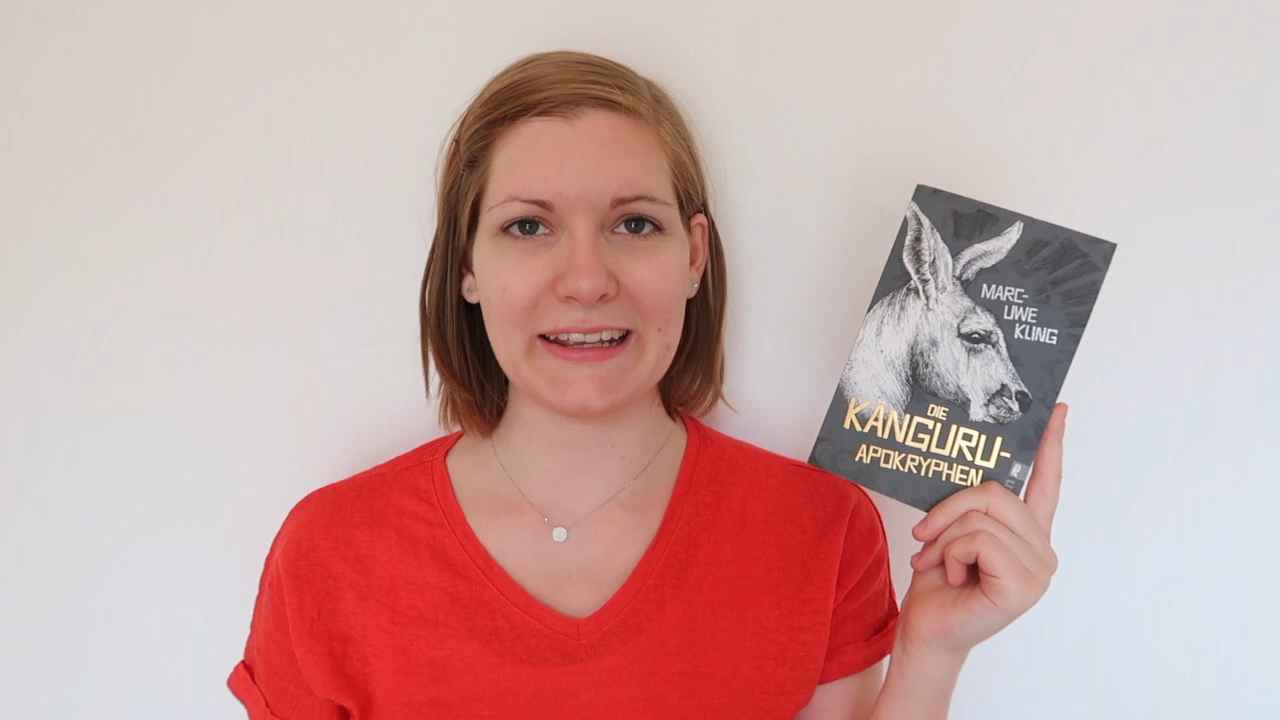 MARC-
UWE
KLING
DIE
KÄNGURU-
APOKRYPHEN